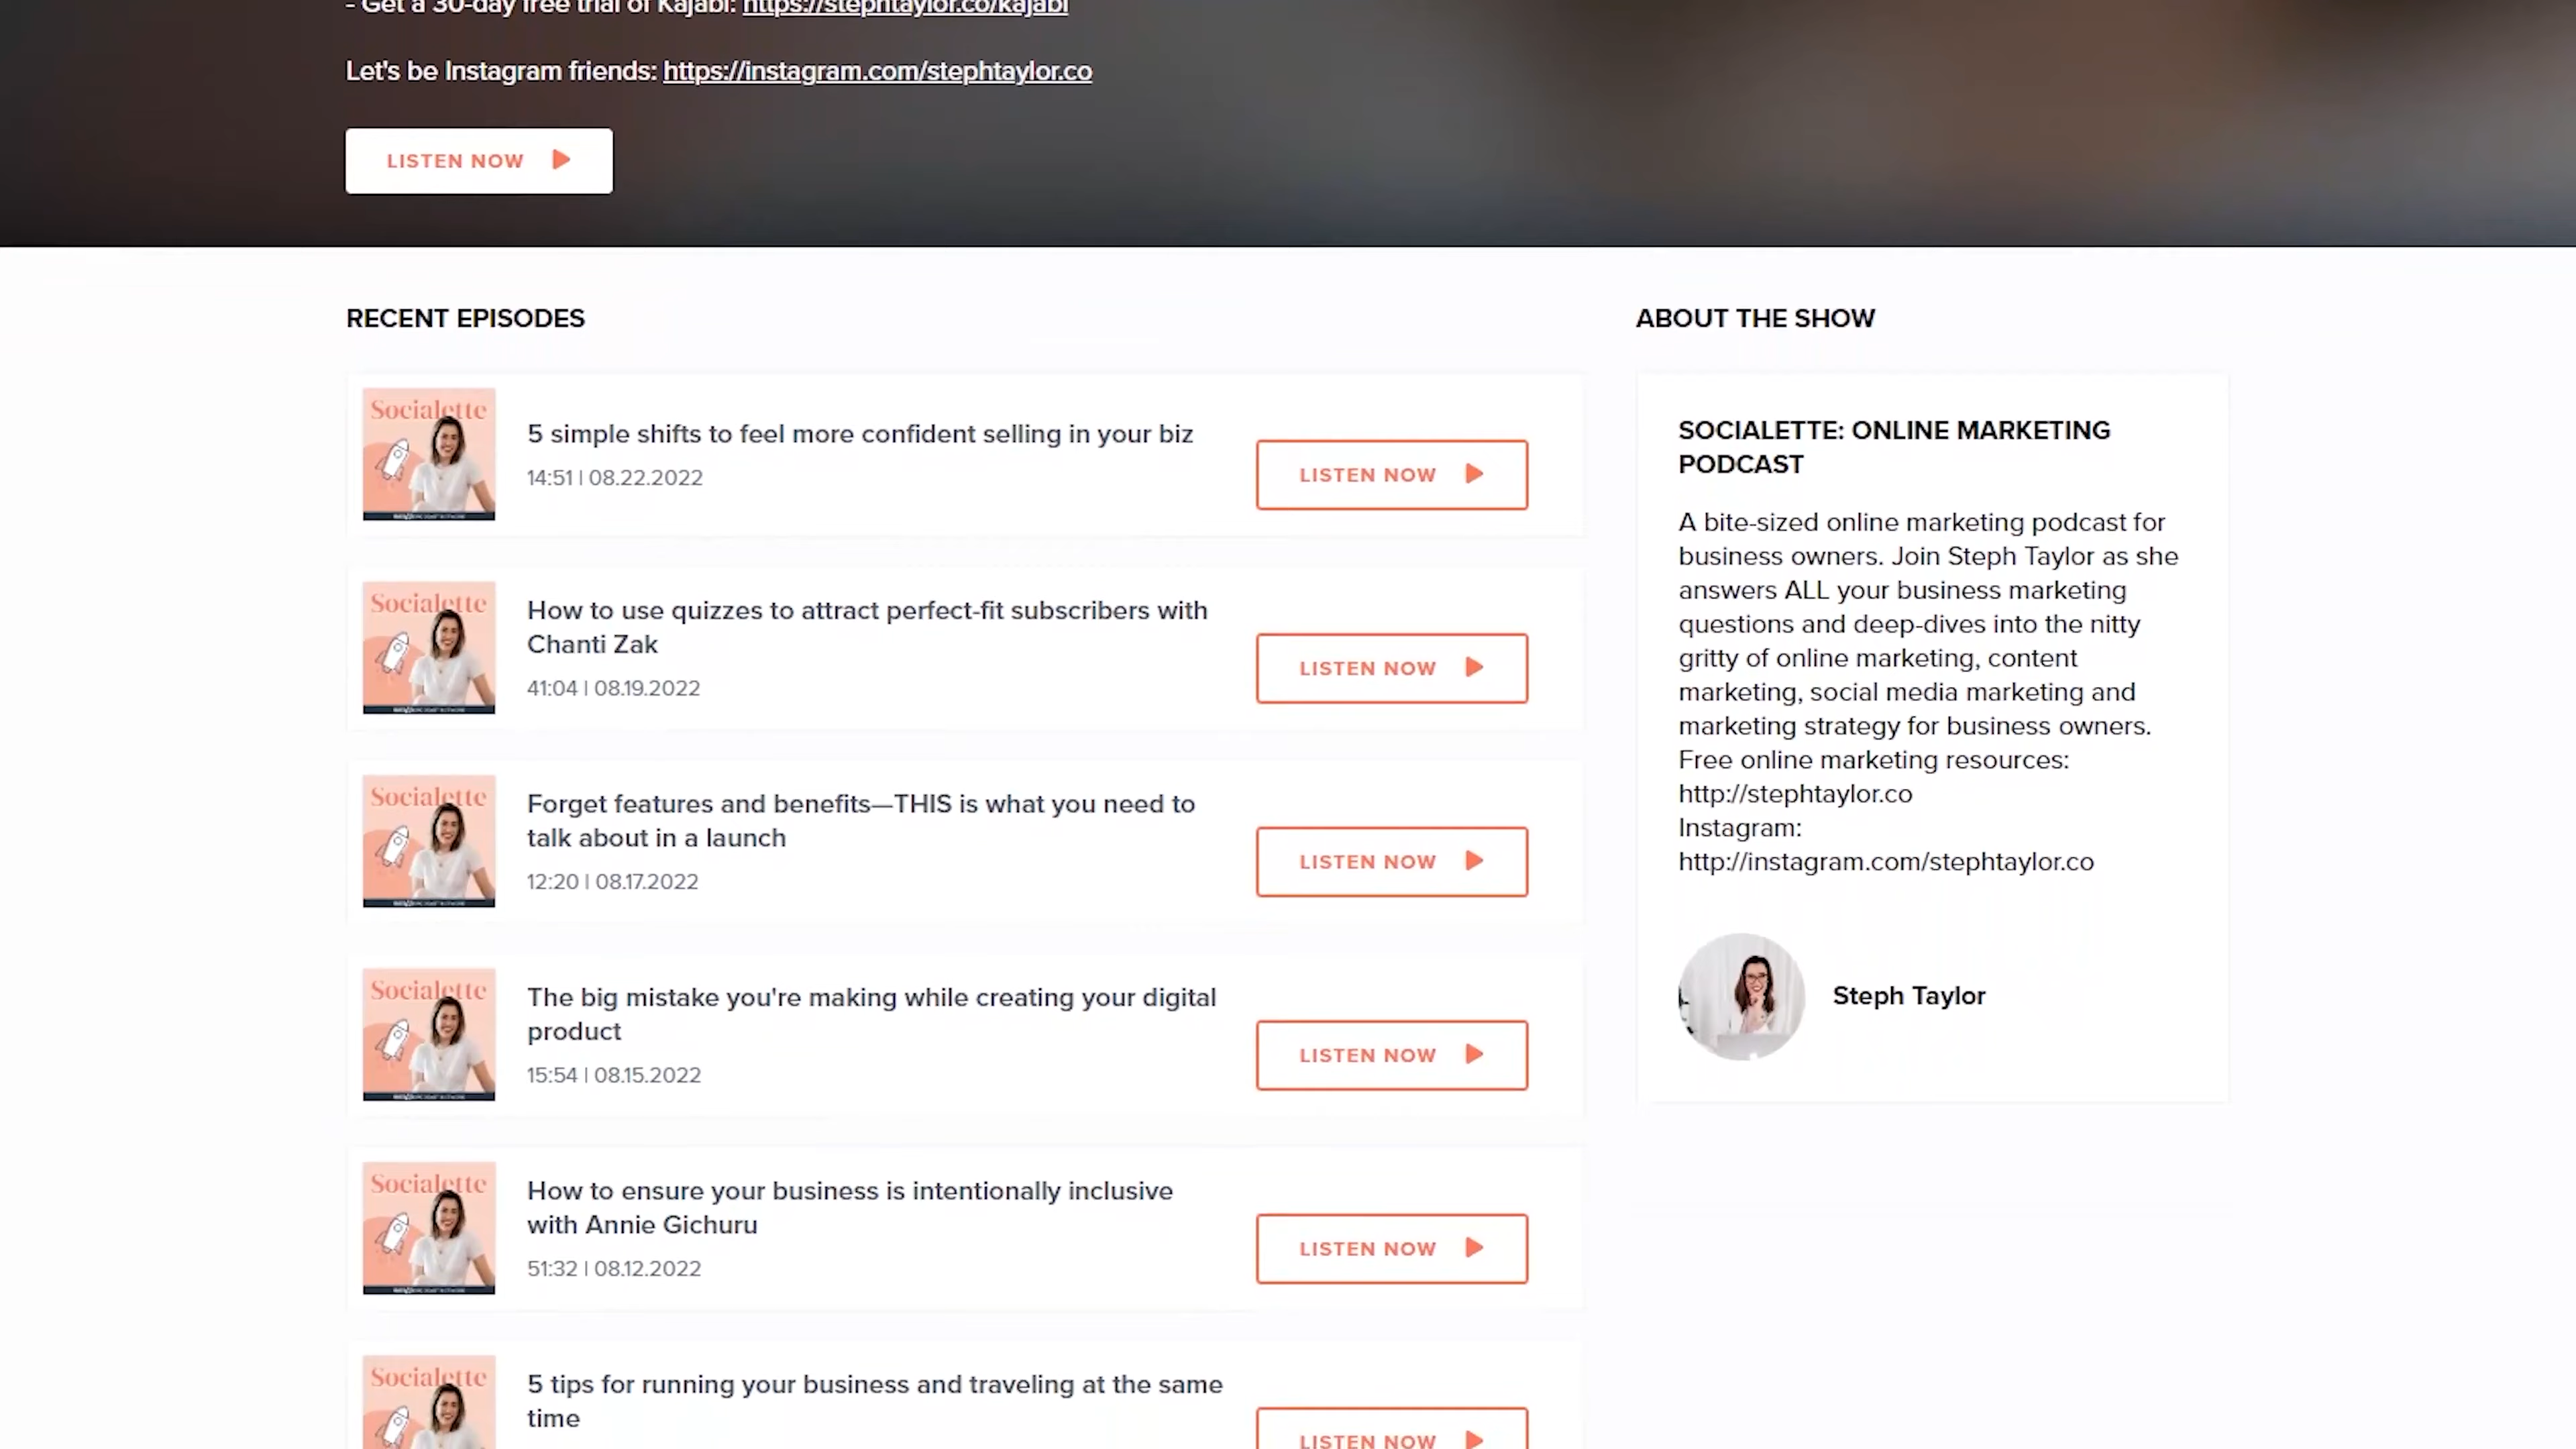 - Get a 30-day free trial of Kajabi: https://stephtaylor.co/kajabi
Let's be Instagram friends: https://instagram.com/stephtaylor.co
LISTEN NOW
RECENT EPISODES
Socialette
5 simple shifts to feel more confident selling in your biz
14:51 | 08.22.2022
LISTEN NOW
Socialette
How to use quizzes to attract perfect-fit subscribers with
Chanti Zak
41:04 | 08.19.2022
LISTEN NOW
Socialette
Forget features and benefits—THIS is what you need to
talk about in a launch
12:20 | 08.17.2022
LISTEN NOW
Socialette
The big mistake you're making while creating your digital
product
15:54 | 08.15.2022
LISTEN NOW
Socialette
How to ensure your business is intentionally inclusive
with Annie Gichuru
51:32 | 08.12.2022
LISTEN NOW
Socialette
5 tips for running your business and traveling at the same
time
LISTEN NOW
ABOUT THE SHOW
SOCIALETTE: ONLINE MARKETING
PODCAST
A bite-sized online marketing podcast for
business owners. Join Steph Taylor as she
answers ALL your business marketing
questions and deep-dives into the nitty
gritty of online marketing, content
marketing, social media marketing and
marketing strategy for business owners.
Free online marketing resources:
http://stephtaylor.co
Instagram:
http://instagram.com/stephtaylor.co
Steph Taylor